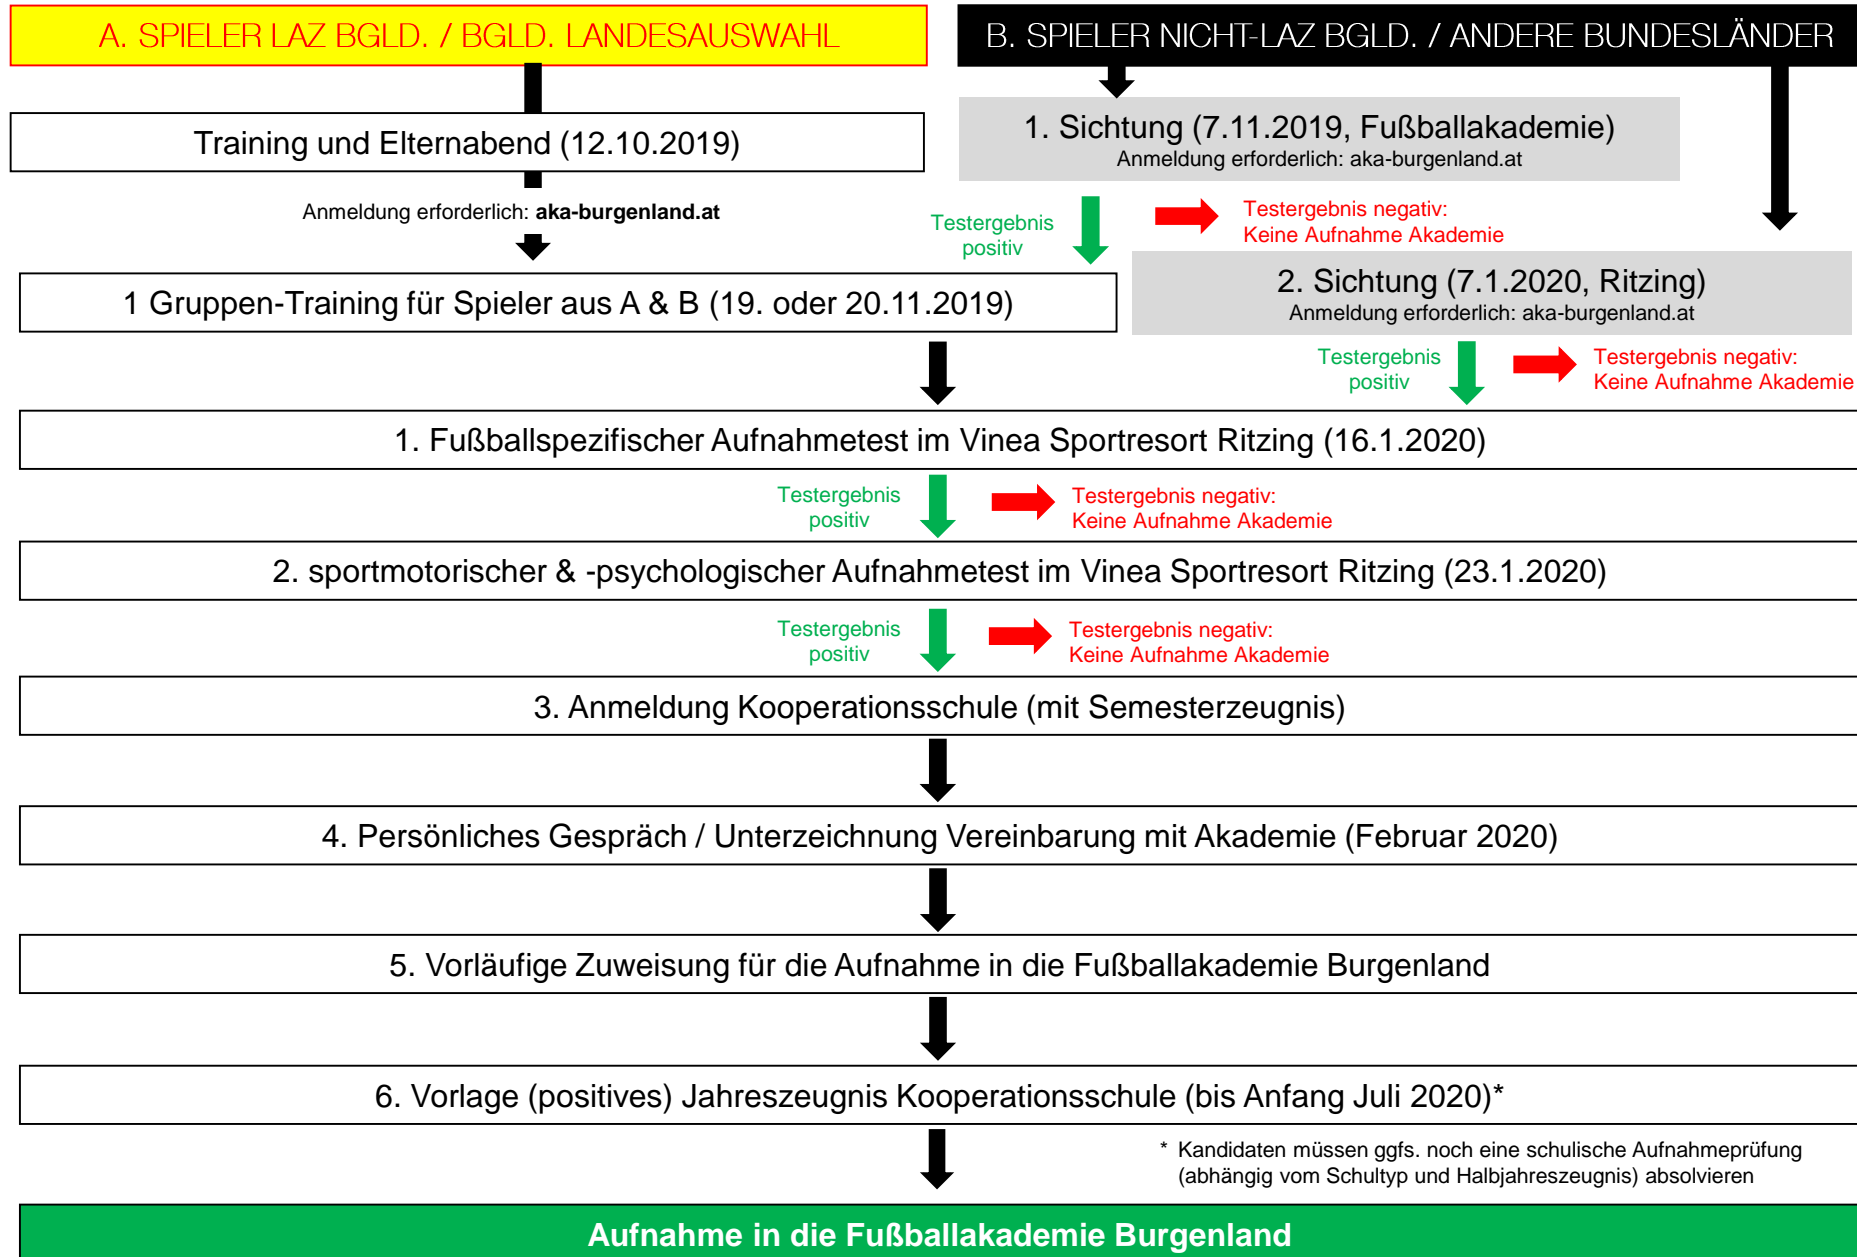 A. SPIELER LAZ BGLD. / BGLD. LANDESAUSWAHL
B. SPIELER NICHT-LAZ BGLD. / ANDERE BUNDESLÄNDER
Training und Elternabend (12.10.2019)
1. Sichtung (7.11.2019, Fußballakademie)
Anmeldung erforderlich: aka-burgenland.at
Anmeldung erforderlich: aka-burgenland.at
Testergebnis
positiv
Testergebnis negativ:
Keine Aufnahme Akademie
1 Gruppen-Training für Spieler aus A & B (19. oder 20.11.2019)
2. Sichtung (7.1.2020, Ritzing)
Anmeldung erforderlich: aka-burgenland.at
Testergebnis
positiv
Testergebnis negativ:
Keine Aufnahme Akademie
1. Fußballspezifischer Aufnahmetest im Vinea Sportresort Ritzing (16.1.2020)
Testergebnis
positiv
Testergebnis negativ:
Keine Aufnahme Akademie
2. sportmotorischer & -psychologischer Aufnahmetest im Vinea Sportresort Ritzing (23.1.2020)
Testergebnis
positiv
Testergebnis negativ:
Keine Aufnahme Akademie
3. Anmeldung Kooperationsschule (mit Semesterzeugnis)
4. Persönliches Gespräch / Unterzeichnung Vereinbarung mit Akademie (Februar 2020)
5. Vorläufige Zuweisung für die Aufnahme in die Fußballakademie Burgenland
6. Vorlage (positives) Jahreszeugnis Kooperationsschule (bis Anfang Juli 2020)*
* Kandidaten müssen ggfs. noch eine schulische Aufnahmeprüfung
(abhängig vom Schultyp und Halbjahreszeugnis) absolvieren
Aufnahme in die Fußballakademie Burgenland